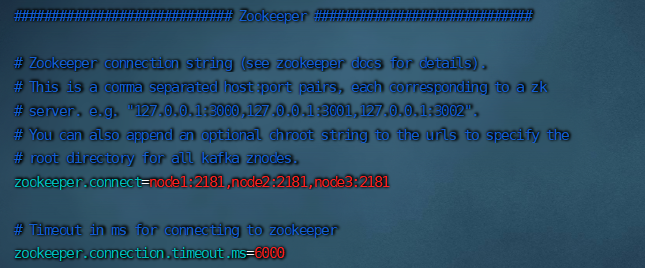 ############################# Zookeeper #############################
# Zookeeper connection string (see zookeeper docs for details).
# This is a comma separated host:port pairs, each corresponding to a zk
# server. e.g. "127.0.0.1:3000,127.0.0.1:3001,127.0.0.1:3002".
# You can also append an optional chroot string to the urls to specify the
# root directory for all kafka znodes.
zookeeper.connect=node1:2181,node2:2181,node3:2181
# Timeout in ms for connecting to zookeeper
zookeeper.connection.timeout.ms=6000